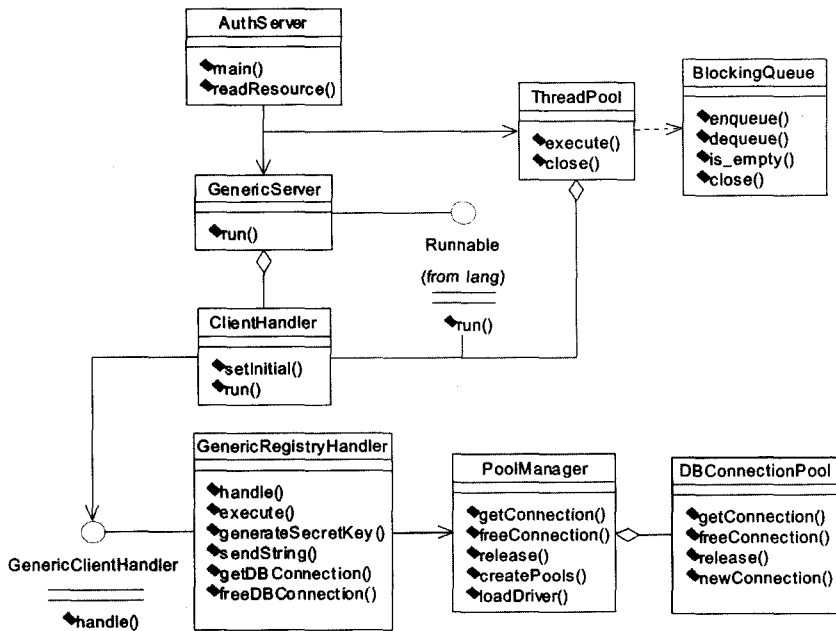 AuthServer
main()
readResource()
ThreadPool
execute()
close()
BlockingQueue
enqueue()
dequeue()
is_empty()
close()
GenericServer
run()
Runnable
(from lang)
run()
ClientHandler
setInitial()
run()
GenericClientHandler
handle()
GenericRegistryHandler
handle()
execute()
generateSecretKey()
sendString()
getDBConnection()
freeDBConnection()
PoolManager
getConnection()
freeConnection()
release()
createPools()
loadDriver()
DBConnectionPool
getConnection()
freeConnection()
release()
newConnection()